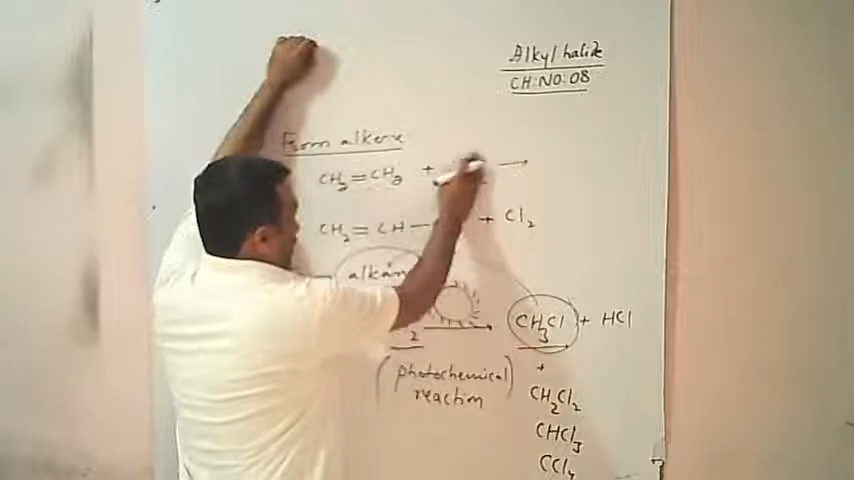 Alkyl halide
CH:NO:08
From alkene
CH₂=CH₂ + →
CH₂=CH— + Cl₂
CH₃Cl + HCl
2
(photochemical
reaction)
+
CH₂Cl₂
CHCl₃
CCl₄